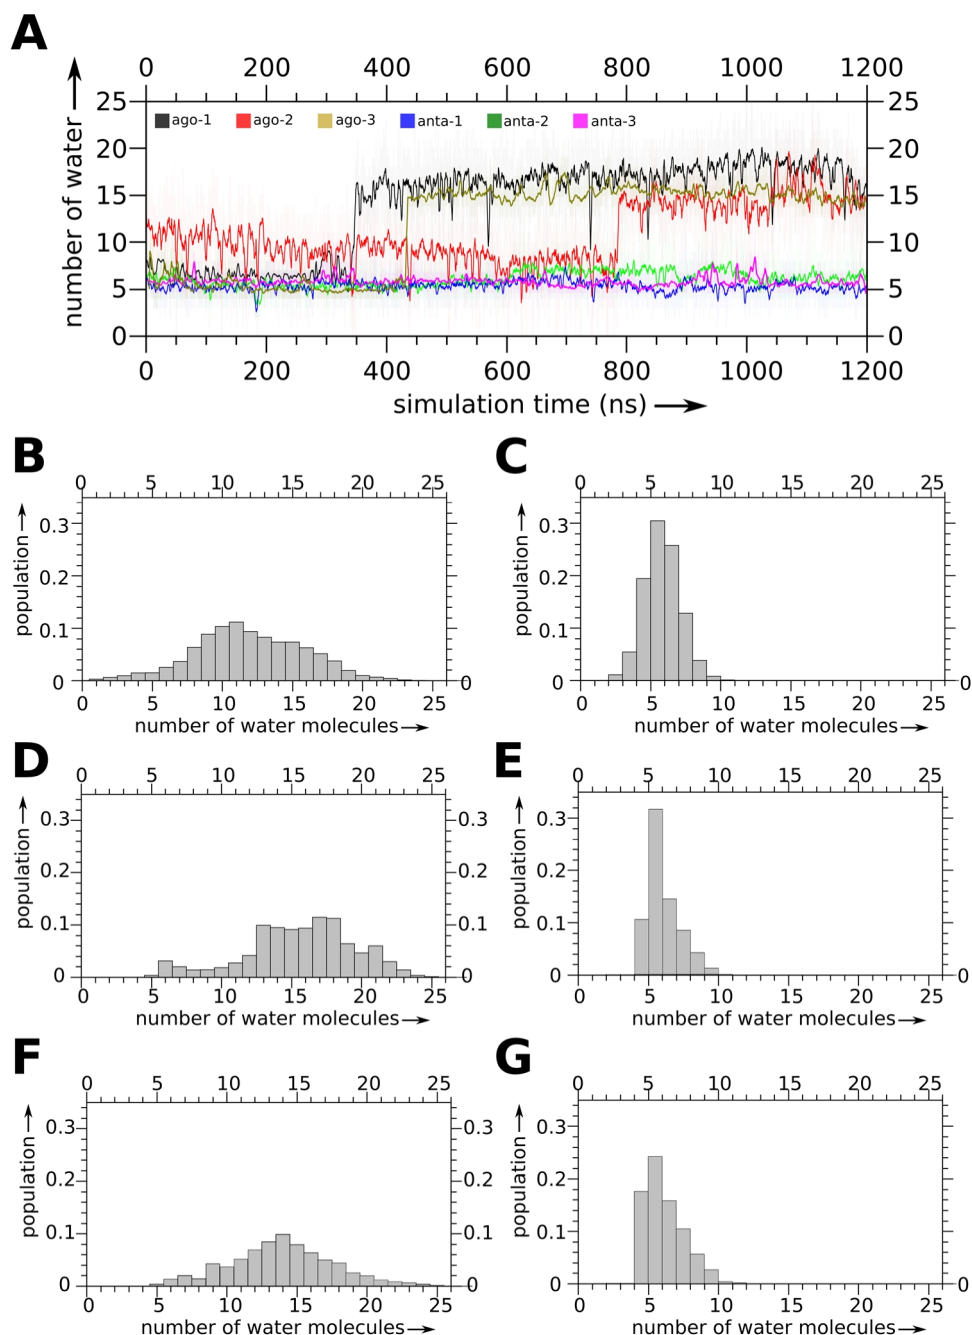 A
0 200 400 600 800 1000 1200
number of water
25 25
ago-1 ago-2 ago-3 anta-1 anta-2 anta-3
20 20
15 15
10 10
5 5
0 0
0 200 400 600 800 1000 1200
simulation time (ns)
B
0 5 10 15 20 25
population
0.3
0.2
0.1
0 0
10 15 20 25
number of water molecules
C
0 5 10 15 20 25
population
0.3
0.2
0.1
0 0
0 5 10 15 20 25
number of water molecules
D
0 5 10 15 20 25
population
0.3 0.3
0.2 0.2
0.1 0.1
0 0
0 5 10 15 20 25
number of water molecules
E
0 5 10 15 20 25
population
0.3
0.2
0.1
0 0
0 5 10 15 20 25
number of water molecules
F
0 5 10 15 20 25
population
0.3 0.3
0.2 0.2
0.1 0.1
0 0
0 5 10 15 20 25
number of water molecules
G
0 5 10 15 20 25
population
0.3
0.2
0.1
0 0
0 5 10 15 20 25
number of water molecules